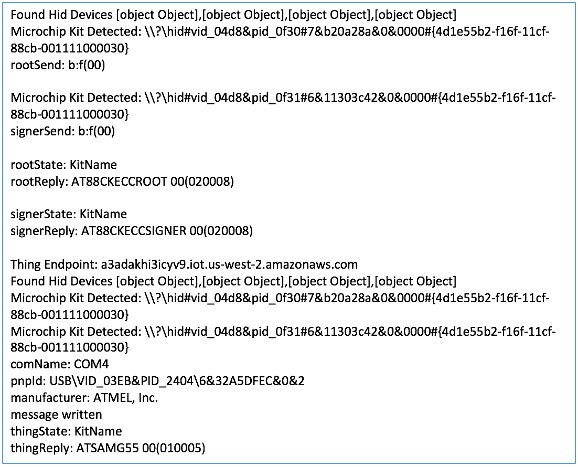 Found Hid Devices [object Object],[object Object],[object Object],[object Object]
Microchip Kit Detected: \\?\hid#vid_04d8&pid_0f30#7&b20a28a&0&0000#{4d1e55b2-f16f-11cf-
88cb-001111000030}
rootSend: b:f(00)
Microchip Kit Detected: \\?\hid#vid_04d8&pid_0f31#6&11303c42&0&0000#{4d1e55b2-f16f-11cf-
88cb-001111000030}
signerSend: b:f(00)
rootState: KitName
rootReply: AT88CKECCROOT 00(020008)
signerState: KitName
signerReply: AT88CKECCSIGNER 00(020008)
Thing Endpoint: a3adakhi3icyv9.iot.us-west-2.amazonaws.com
Found Hid Devices [object Object],[object Object],[object Object],[object Object]
Microchip Kit Detected: \\?\hid#vid_04d8&pid_0f30#7&b20a28a&0&0000#{4d1e55b2-f16f-11cf-
88cb-001111000030}
Microchip Kit Detected: \\?\hid#vid_04d8&pid_0f31#6&11303c42&0&0000#{4d1e55b2-f16f-11cf-
88cb-001111000030}
comName: COM4
pnpId: USB\VID_03EB&PID_2404\6&32A5DFEC&0&2
manufacturer: ATMEL, Inc.
message written
thingState: KitName
thingReply: ATSAMG55 00(010005)